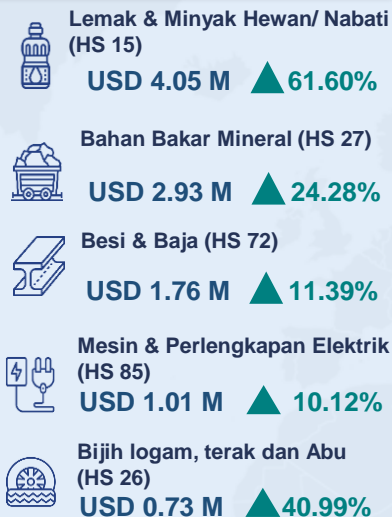 Lemak & Minyak Hewan/ Nabati
(HS 15)
USD 4.05 M 61.60%
Bahan Bakar Mineral (HS 27)
USD 2.93 M 24.28%
Besi & Baja (HS 72)
USD 1.76 M 11.39%
Mesin & Perlengkapan Elektrik
(HS 85)
USD 1.01 M 10.12%
Bijih logam, terak dan Abu
(HS 26)
USD 0.73 M 40.99%